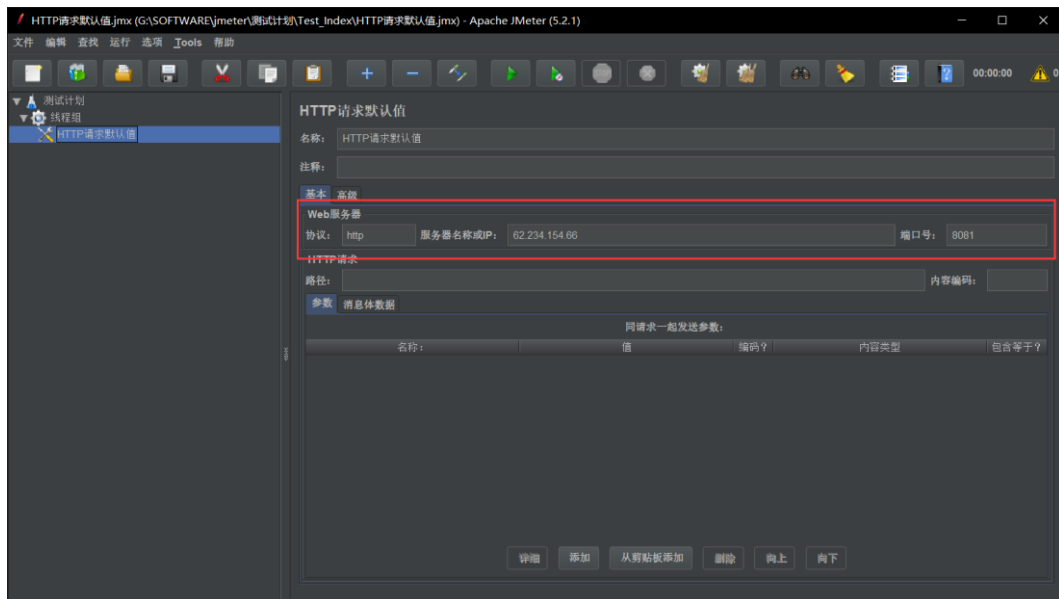 HTTP请求默认值.jmx (G:\SOFTWARE\jmeter\测试计划\Test_Index\HTTP请求默认值.jmx) - Apache JMeter (5.2.1)
文件 编辑 查找 运行 选项 Tools 帮助
00:00:00 0
测试计划
线程组
HTTP请求默认值
HTTP请求默认值
名称: HTTP请求默认值
注释:
基本 高级
Web服务器
协议: http 服务器名称或IP: 62.234.154.66 端口号: 8081
HTTP请求
路径: 内容编码:
参数 消息体数据
同请求一起发送参数:
名称: 值 编码? 内容类型 包含等于?
详细 添加 从剪贴板添加 删除 向上 向下